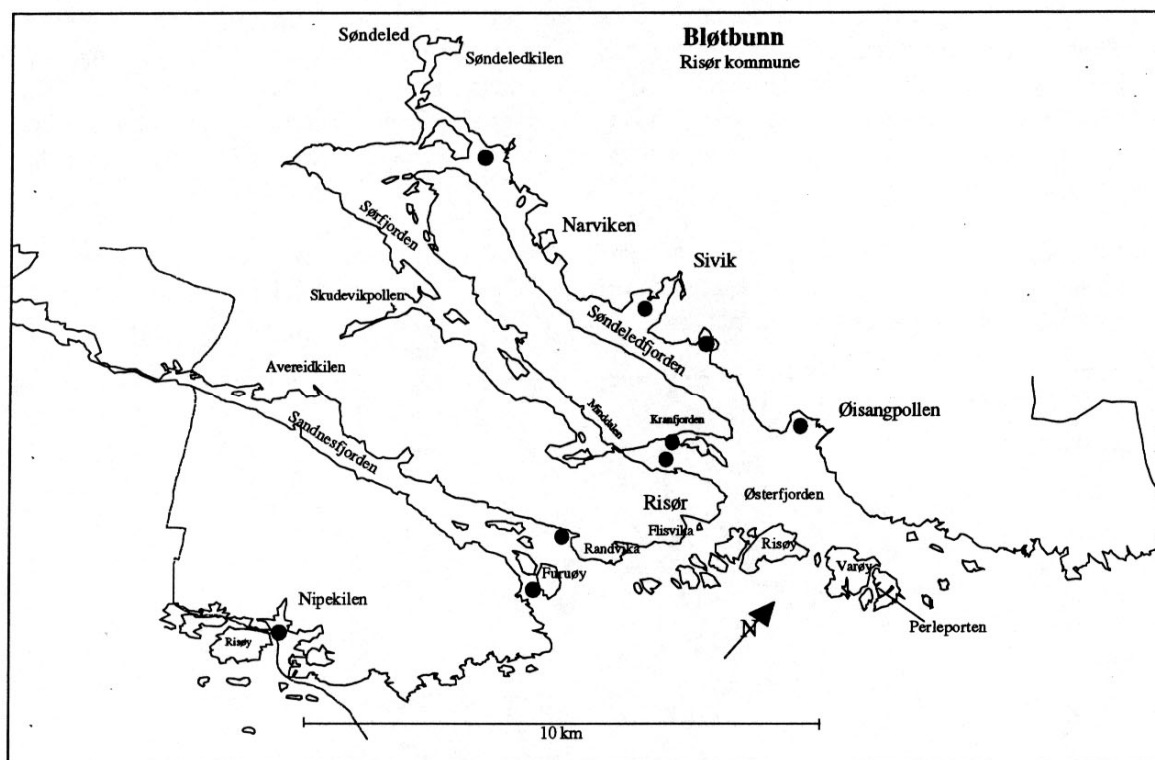 Bløtbunn
Risør kommune
Søndeled
Søndeledkilen
Narviken
Sørfjorden
Sivik
Skudevikpollen
Søndeledfjorden
Avereidkilen
Minddalen
Kranfjorden
Øisangpollen
Sandnesfjorden
Risør
Østerfjorden
Flisvika
Randvika
Risøy
Furuøy
Varøy
Nipekilen
Risøy
N
Perleporten
10 km